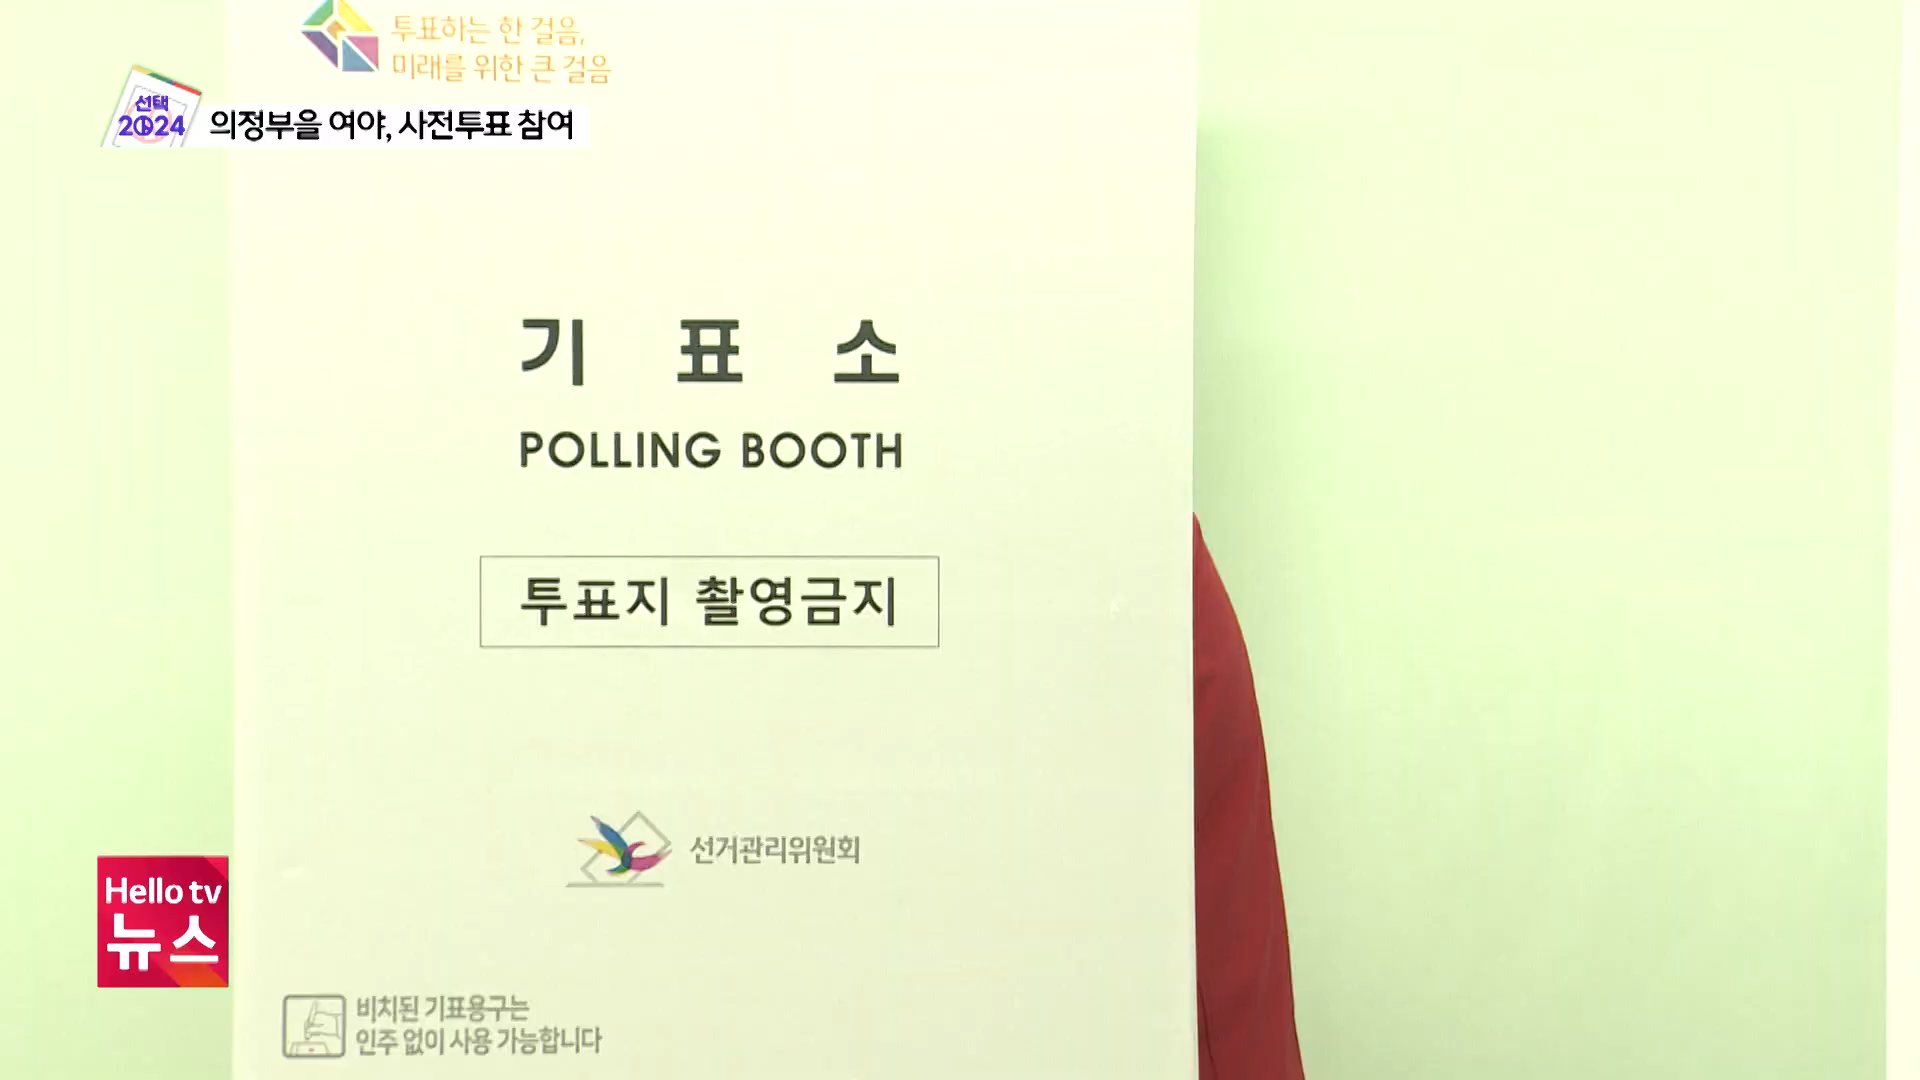 투표하는 한 걸음,
미래를 위한 큰 걸음
선택
2024
의정부을 여야, 사전투표 참여
기 표 소
POLLING BOOTH
투표지 촬영금지
선거관리위원회
Hello tv
뉴스
비치된 기표용구는
인주 없이 사용 가능합니다